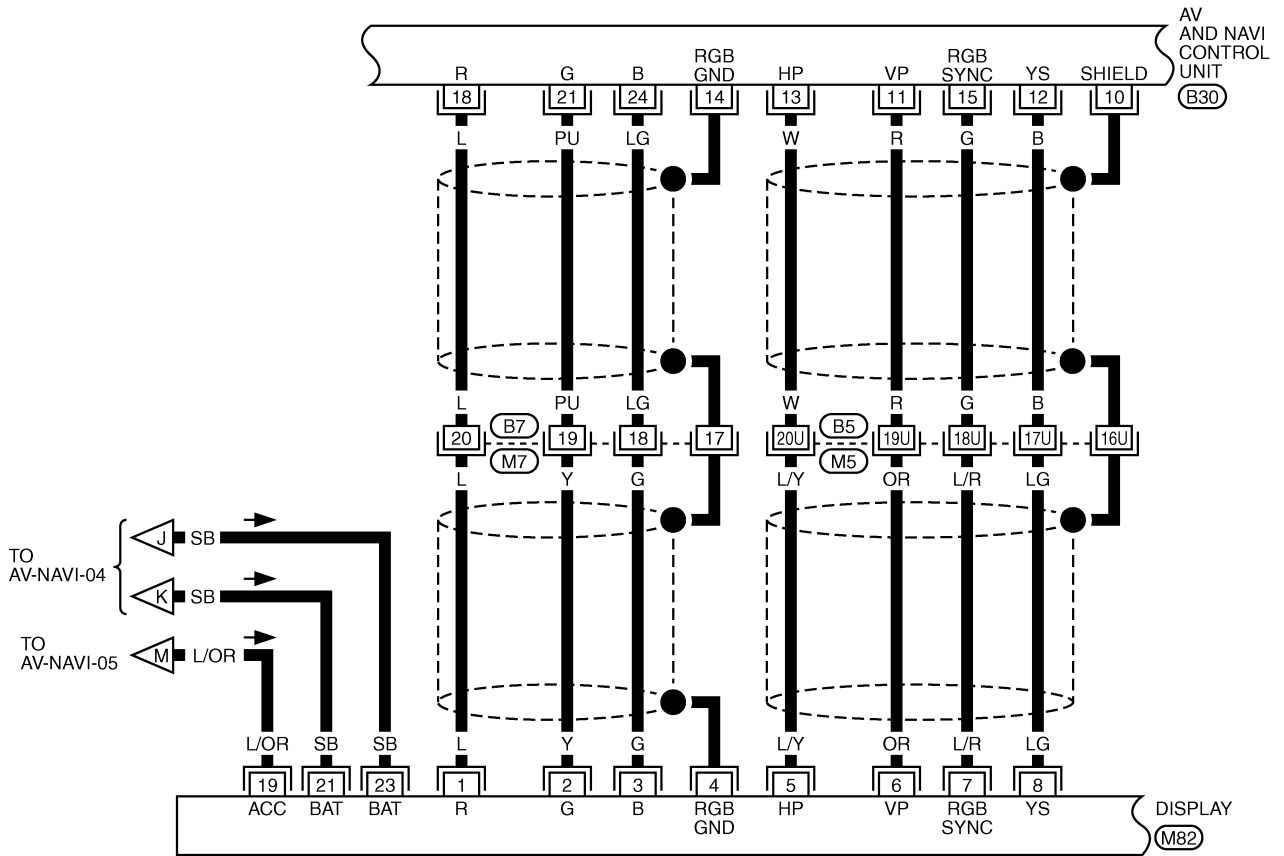 AV
AND NAVI
CONTROL
UNIT
B30
R G B RGB GND HP VP RGB SYNC YS SHIELD
18 21 24 14 13 11 15 12 10
L PU LG W R G B
L PU LG W R G B
20 B7 19 18 17 20U B5 19U 18U 17U 16U
M7 M5
L Y G L/Y OR L/R LG
TO
AV-NAVI-04
J SB
K SB
TO
AV-NAVI-05
M L/OR
L/OR SB SB L Y G L/Y OR L/R LG
19 21 23 1 2 3 4 5 6 7 8
ACC BAT BAT R G B RGB GND HP VP RGB SYNC YS
DISPLAY
M82